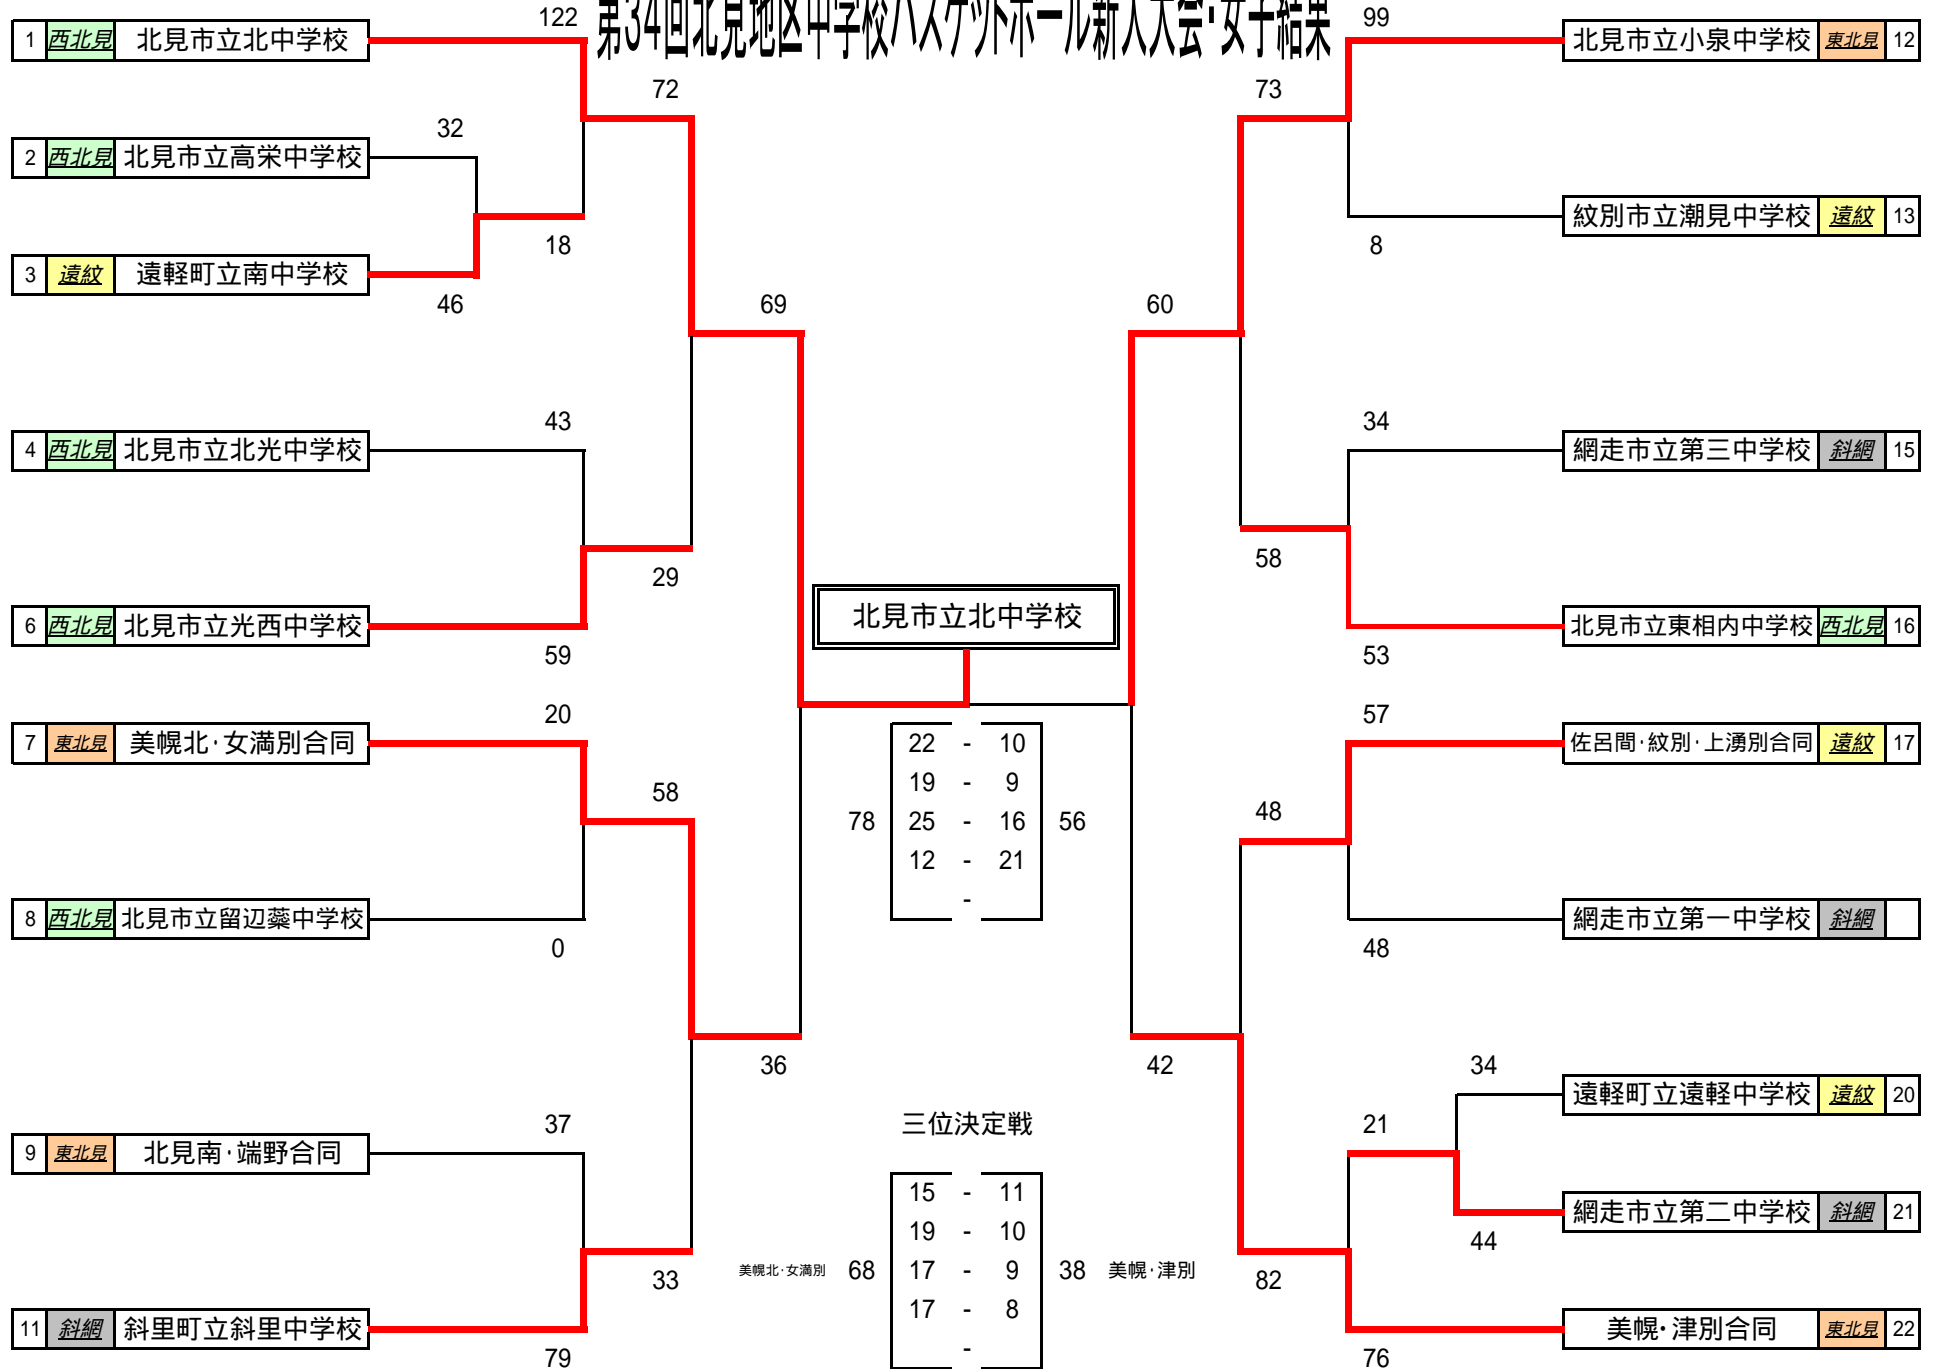 第34回北見地区中学校バスケットボール新人大会・女子結果
122
99
1 西北見 北見市立北中学校
北見市立小泉中学校 東北見 12
72
73
32
2 西北見 北見市立高栄中学校
紋別市立潮見中学校 遠紋 13
18
8
3 遠紋 遠軽町立南中学校
46
69
60
43
34
4 西北見 北見市立北光中学校
網走市立第三中学校 斜網 15
29
58
北見市立北中学校
6 西北見 北見市立光西中学校
北見市立東相内中学校 西北見 16
59
53
20
57
7 東北見 美幌北・女満別合同
佐呂間・紋別・上湧別合同 遠紋 17
22 - 10
19 - 9
58
48
78 25 - 16 56
12 - 21
-
8 西北見 北見市立留辺蘂中学校
網走市立第一中学校 斜網
0
48
36
42
34
遠軽町立遠軽中学校 遠紋 20
37
三位決定戦
21
9 東北見 北見南・端野合同
15 - 11
網走市立第二中学校 斜網 21
19 - 10
44
33
美幌北・女満別 68 17 - 9 38 美幌・津別
82
17 - 8
11 斜網 斜里町立斜里中学校
美幌・津別合同 東北見 22
-
79
76